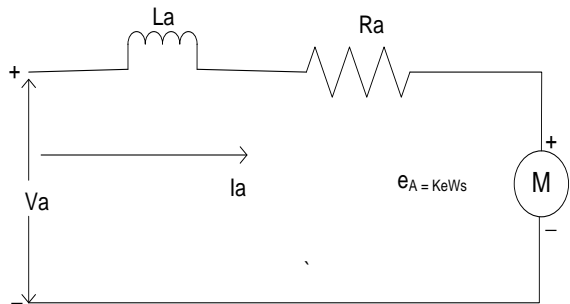 La
Ra
+
+
Ia
Va
eA = KeWs
M
–
–
`